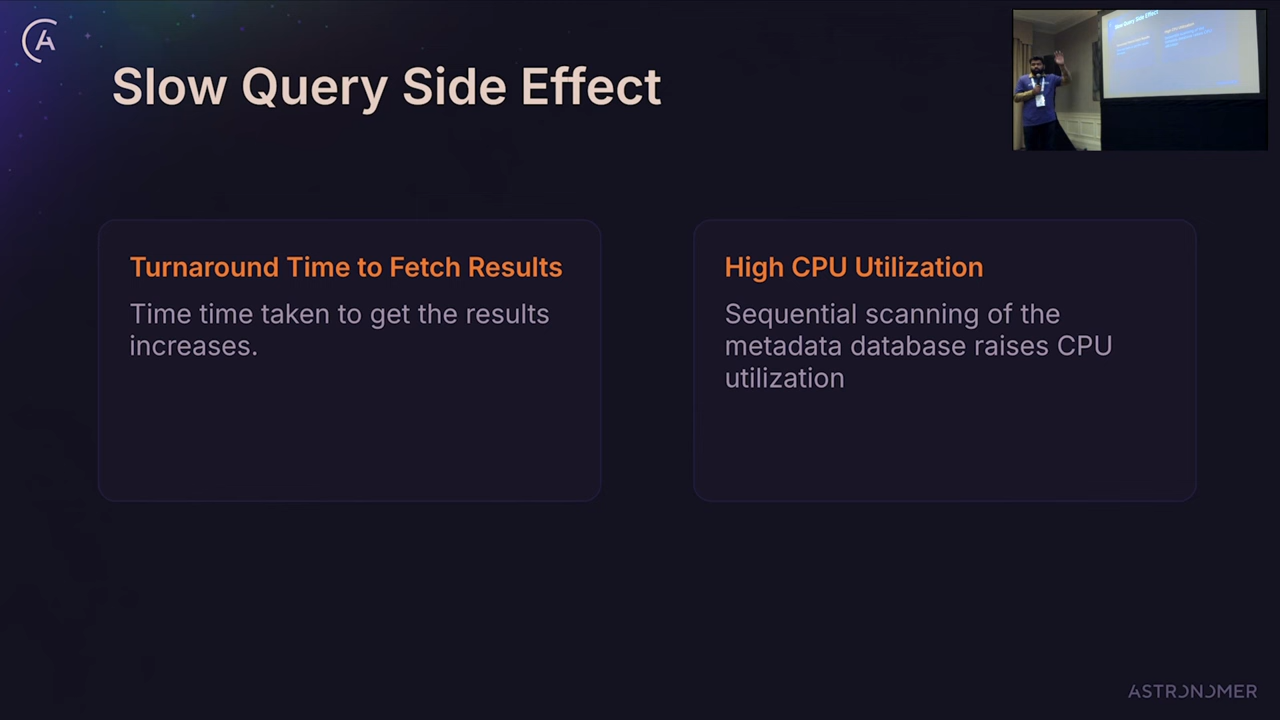 Slow Query Side Effect
Turnaround Time to Fetch Results
Time time taken to get the results
increases.
High CPU Utilization
Sequential scanning of the
metadata database raises CPU
utilization
ASTRONOMER